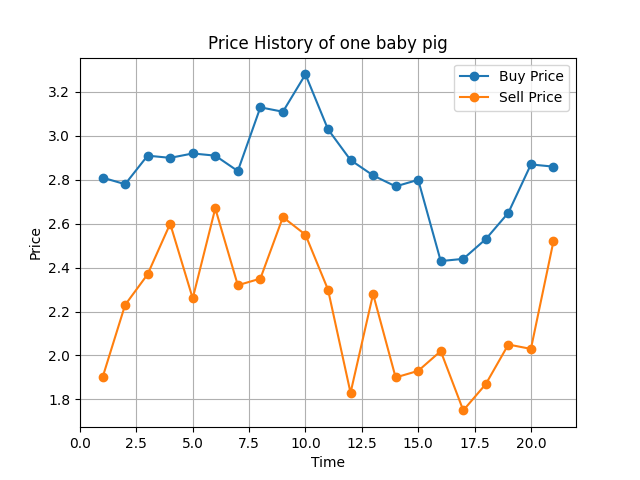 Price History of one baby pig
Buy Price
Sell Price
3.2
3.0
2.8
2.6
2.4
2.2
2.0
1.8
Price
0.0 2.5 5.0 7.5 10.0 12.5 15.0 17.5 20.0
Time